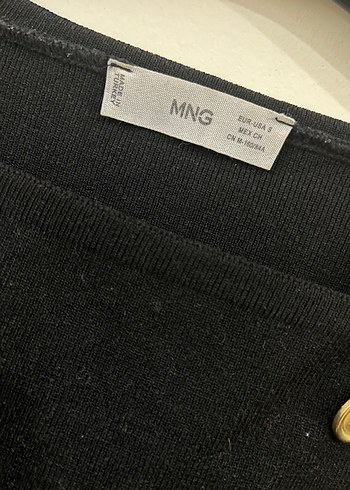 MADE IN
TURKEY
MNG
EUR-USA S
MEX CH
CN M-160/84A